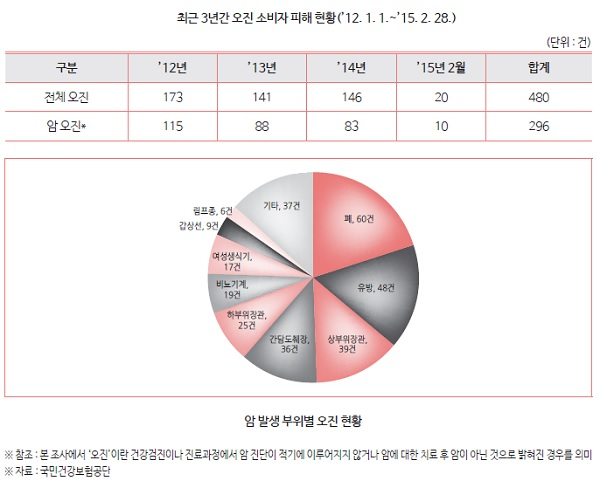 최근 3년간 오진 소비자 피해 현황(’12. 1. 1.~’15. 2. 28.)
(단위 : 건)
구분 ’12년 ’13년 ’14년 ’15년 2월 합계
전체 오진 173 141 146 20 480
암 오진* 115 88 83 10 296
폐, 60건
유방, 48건
상부위장관,
39건
간담도췌장,
36건
하부위장관,
25건
비뇨기계,
19건
여성생식기,
17건
갑상선, 9건
림프종, 6건
기타, 37건
암 발생 부위별 오진 현황
※ 참조 : 본 조사에서 ‘오진’이란 건강검진이나 진료과정에서 암 진단이 적기에 이루어지지 않거나 암에 대한 치료 후 암이 아닌 것으로 밝혀진 경우를 의미
※ 자료 : 국민건강보험공단